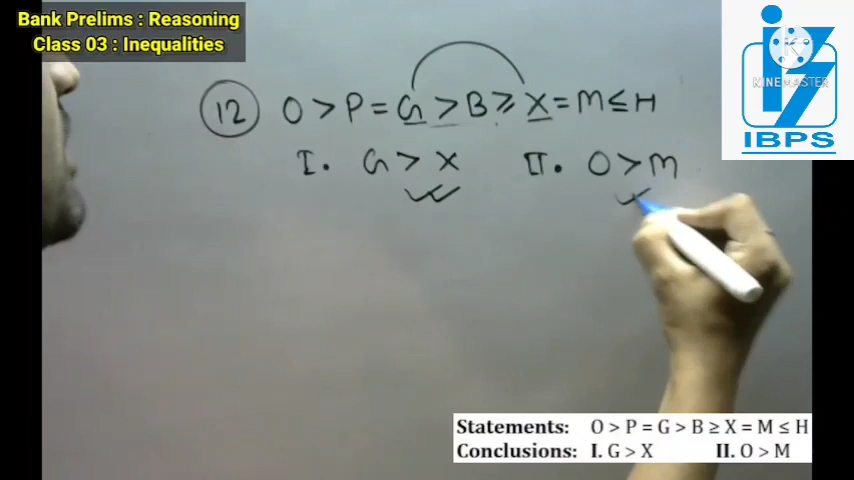 Bank Prelims : Reasoning
Class 03 : Inequalities
KINEMASTER
IBPS
12 O > P = G > B ≥ X = M ≤ H
I. G > X II. O > M
Statements: O > P = G > B ≥ X = M ≤ H
Conclusions: I. G > X II. O > M